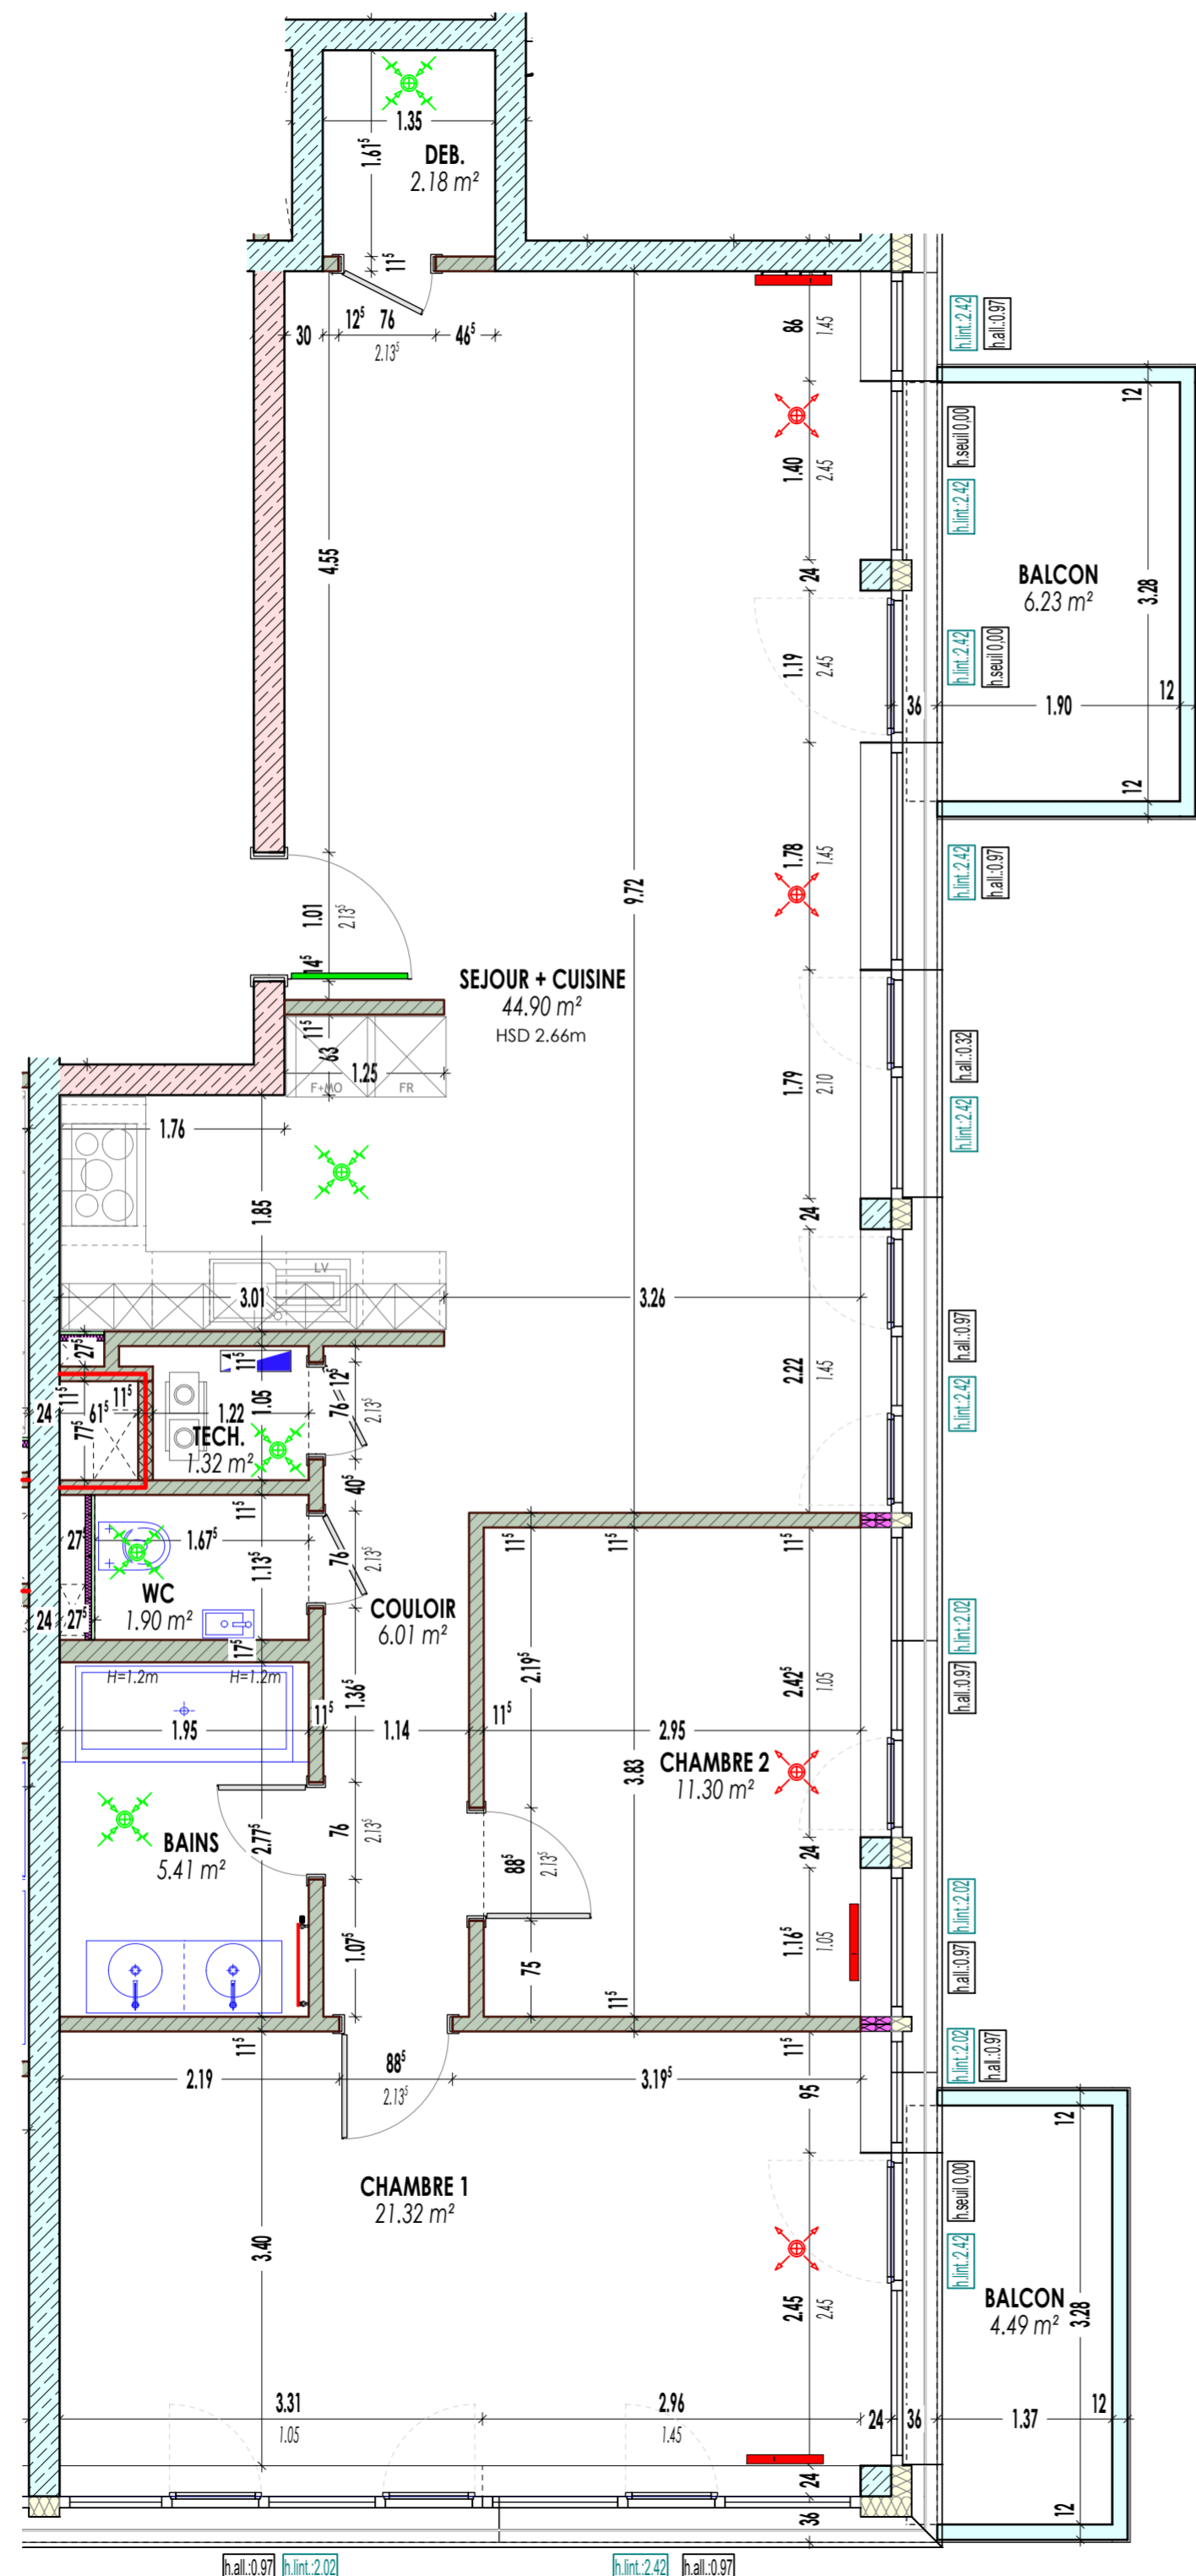 1.35
1.61⁵
DEB.
2.18 m²
11⁵
30
12⁵
76
2.13⁵
46⁵
86
1.45
h.lint.:2.42
h.all.:0.97
12
1.40
2.45
h.seuil 0,00
h.lint.:2.42
4.55
24
BALCON
6.23 m²
3.28
1.19
2.45
h.lint.:2.42
h.seuil 0,00
36
1.90
12
12
1.78
1.45
h.lint.:2.42
h.all.:0.97
9.72
1.01
2.13⁵
14⁵
SEJOUR + CUISINE
44.90 m²
HSD 2.66m
11⁵
63
1.25
F+MO
FR
1.79
2.10
h.all.:0.32
h.lint.:2.42
1.76
1.85
24
LV
3.01
3.26
27⁵
11⁵
12⁵
2.22
1.45
h.all.:0.97
h.lint.:2.42
11⁵
24
61⁵
11⁵
77⁵
1.22
1.05
76
2.13⁵
TECH.
1.32 m²
40⁵
11⁵
27⁵
1.67⁵
1.13⁵
76
2.13⁵
11⁵
11⁵
11⁵
WC
1.90 m²
24
27⁵
17⁵
COULOIR
6.01 m²
h.lint.:2.02
h.all.:0.97
H=1.2m
H=1.2m
1.36⁵
2.19⁵
2.42⁵
1.05
1.95
11⁵
1.14
11⁵
2.95
3.83
CHAMBRE 2
11.30 m²
BAINS
5.41 m²
2.77⁵
76
2.13⁵
88⁵
2.13⁵
24
1.07⁵
75
1.16⁵
1.05
h.lint.:2.02
h.all.:0.97
11⁵
11⁵
11⁵
2.19
88⁵
2.13⁵
3.19⁵
95
h.lint.:2.02
h.all.:0.97
12
CHAMBRE 1
21.32 m²
3.40
h.seuil 0,00
h.lint.:2.42
2.45
2.45
BALCON
4.49 m²
3.28
3.31
1.05
2.96
1.45
24
36
1.37
12
24
36
12
h.all.:0.97
h.lint.:2.02
h.lint.:2.42
h.all.:0.97